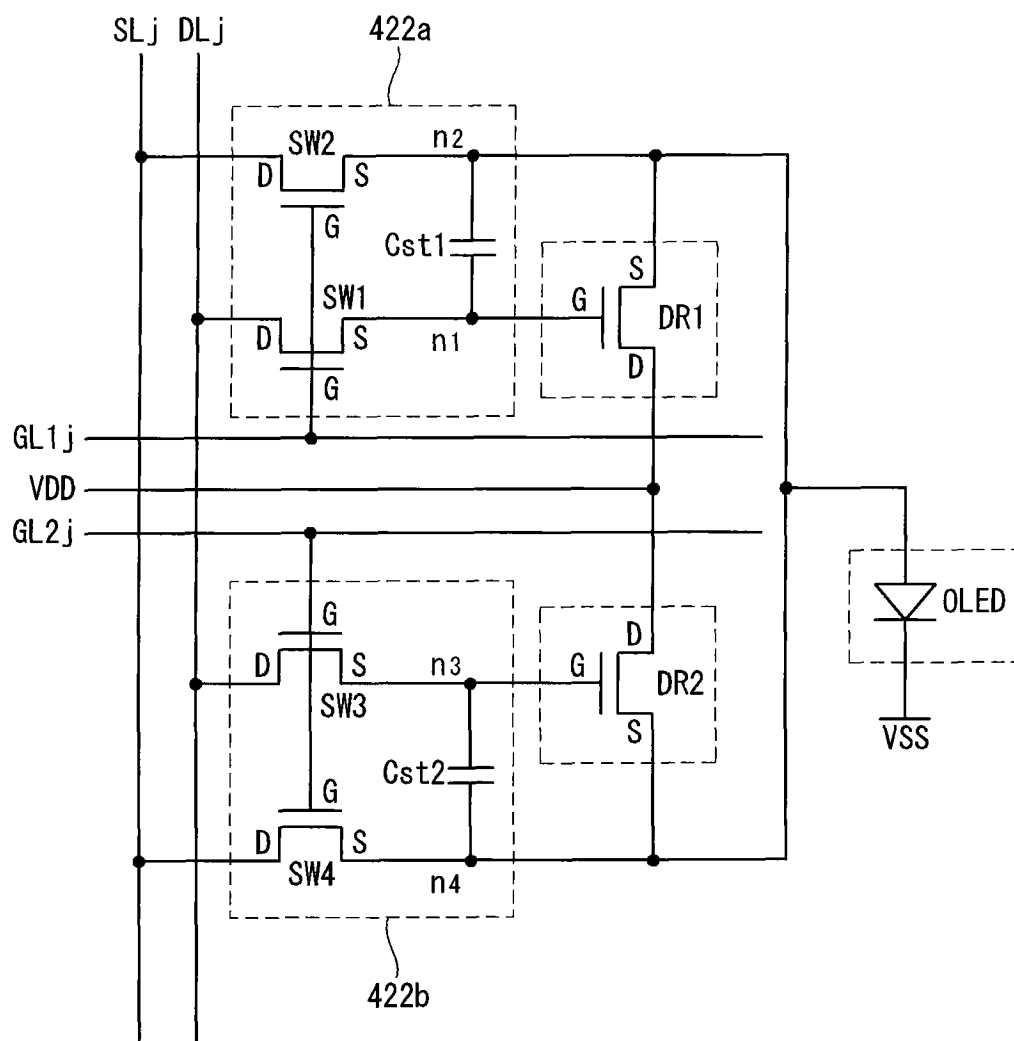 SLj DLj
422a
SW2
n2
D
S
G
Cst1
S
SW1
G
DR1
D
S
n1
G
D
GL1j
VDD
GL2j
OLED
G
D
D
S
n3
G
DR2
SW3
S
VSS
Cst2
G
D
S
SW4
n4
422b